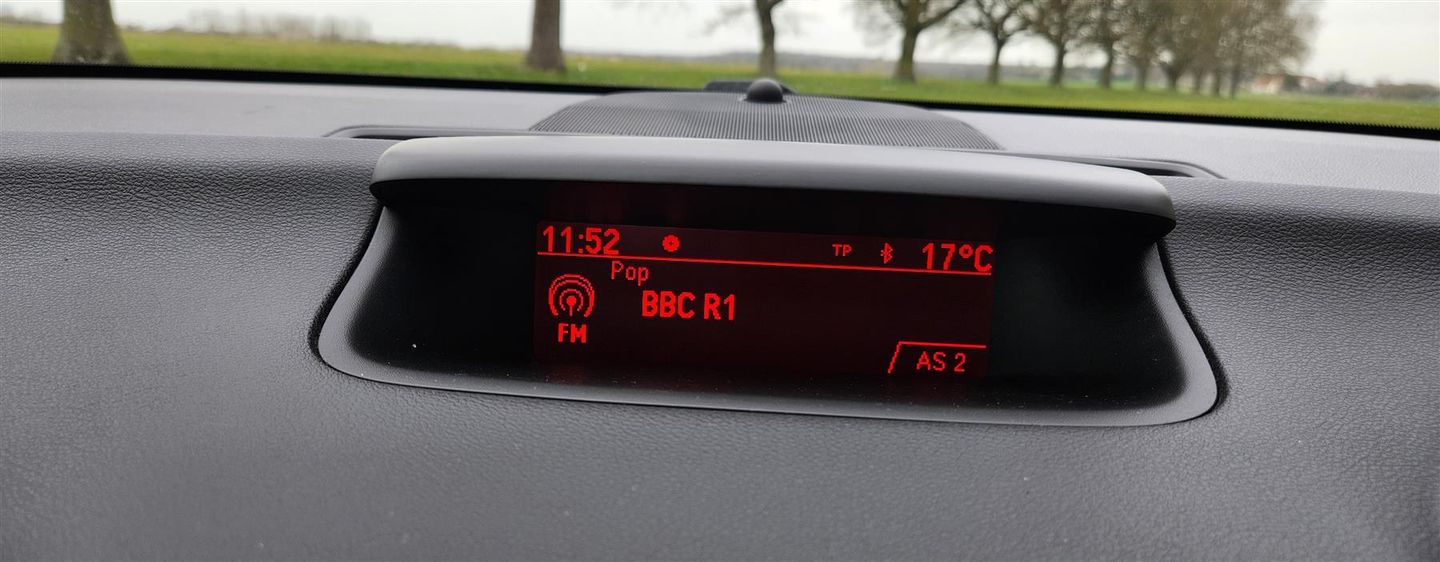 11:52 TP 17°C
Pop
BBC R1
FM
AS 2